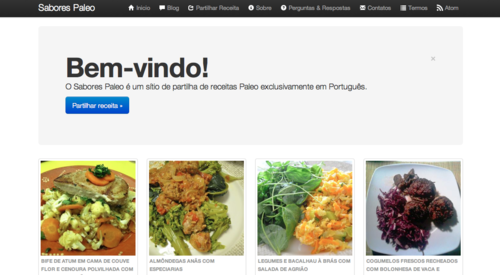 Sabores Paleo
Inicio
Blog
Partilhar Receita
Sobre
Perguntas & Respostas
Contactos
Termos
Atom
Bem-vindo!
×
O Sabores Paleo é um sítio de partilha de receitas Paleo exclusivamente em Português.
Partilhar receita »
BIFE DE ATUM EM CAMA DE COUVE
FLOR E CENOURA POLVILHADA COM
ALMÔNDEGAS ANÃS COM
ESPECIARIAS
LEGUMES E BACALHAU À BRÁS COM
SALADA DE AGRIÃO
COGUMELOS FRESCOS RECHEADOS
COM BOLONHESA DE VACA E